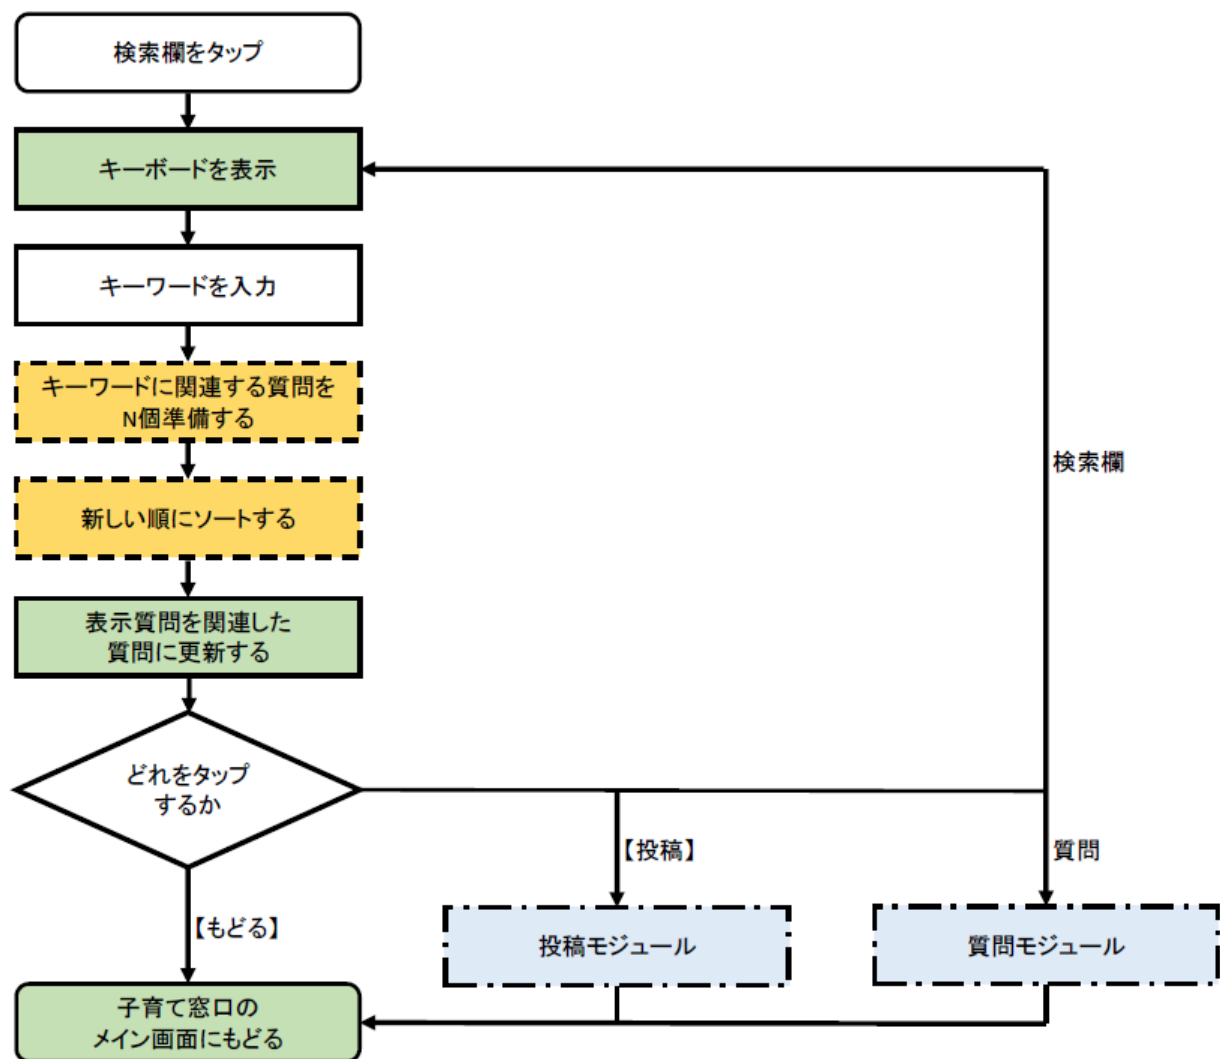 検索欄をタップ
キーボードを表示
キーワードを入力
キーワードに関連する質問を
N個準備する
検索欄
新しい順にソートする
表示質問を関連した
質問に更新する
どれをタップ
するか
【投稿】
質問
【もどる】
投稿モジュール
質問モジュール
子育て窓口の
メイン画面にもどる